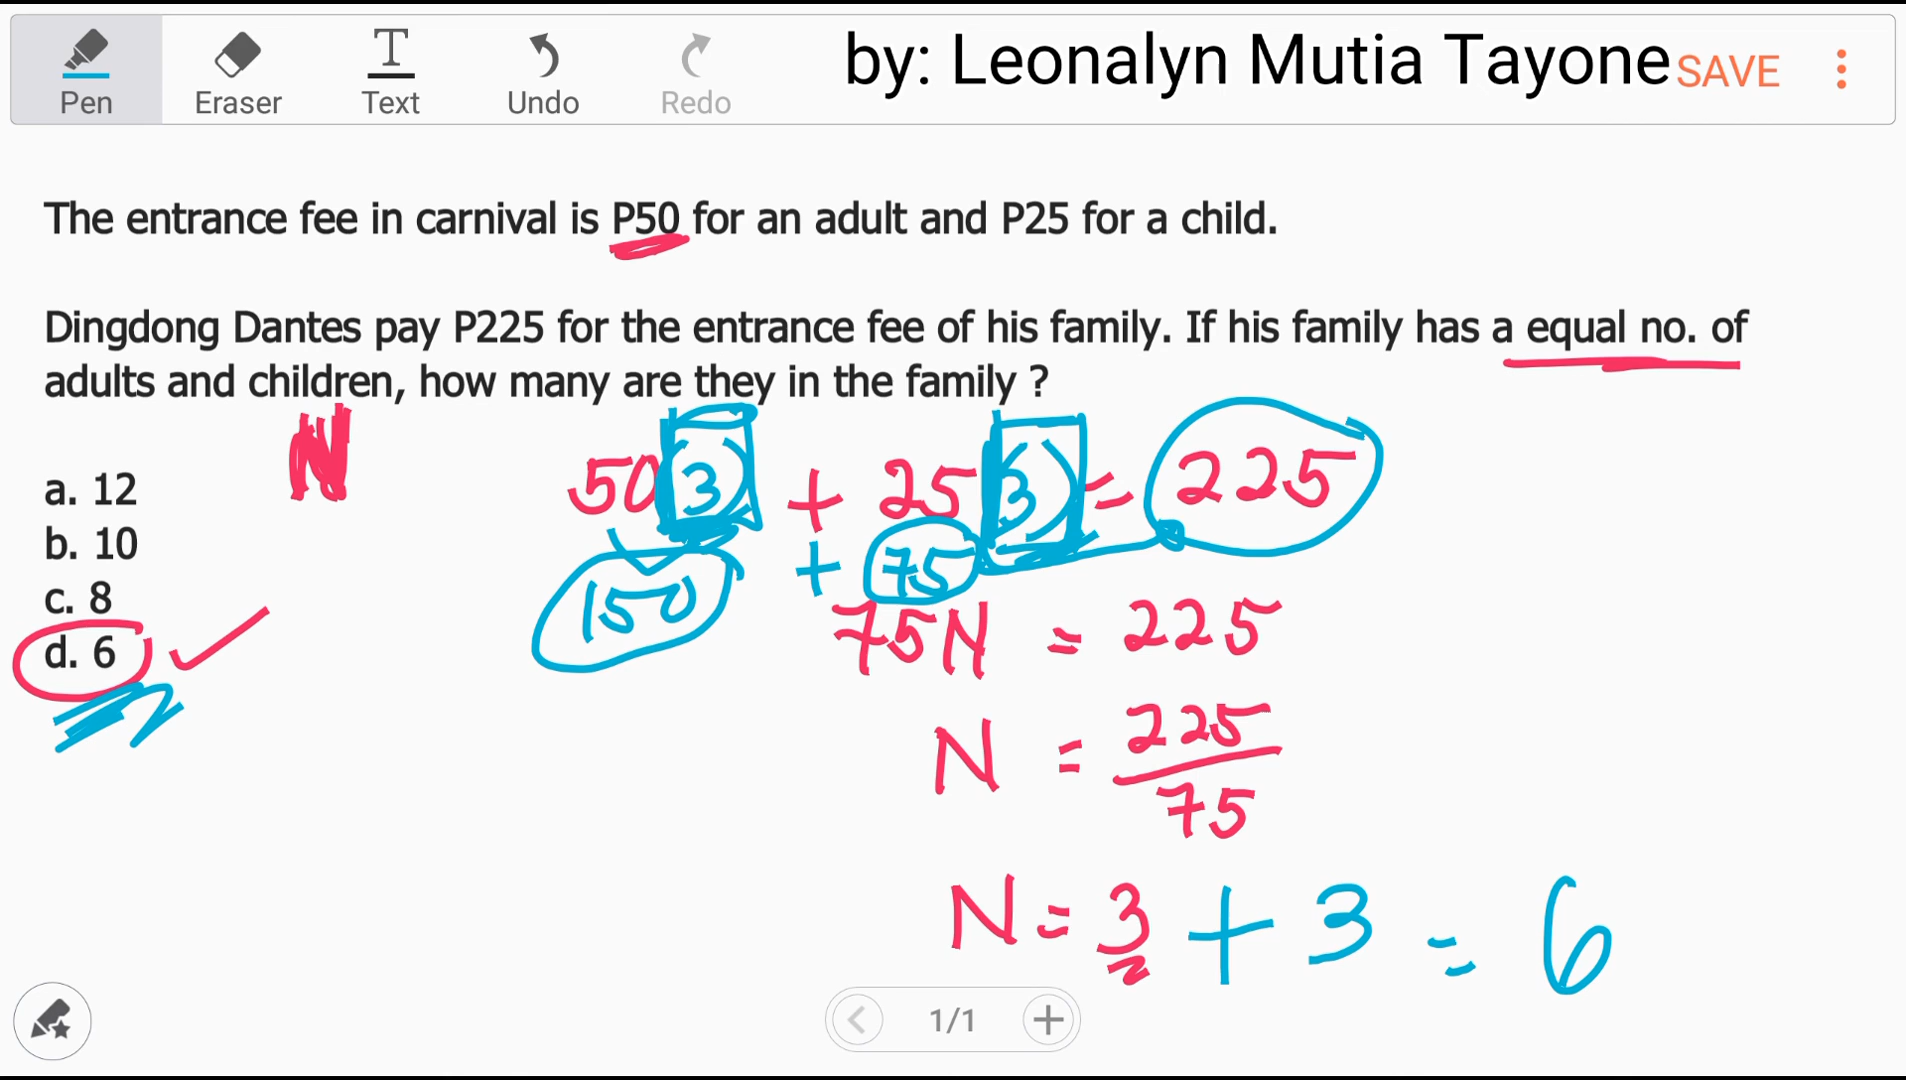 Pen Eraser Text Undo Redo by: Leonalyn Mutia Tayone SAVE
The entrance fee in carnival is P50 for an adult and P25 for a child.
Dingdong Dantes pay P225 for the entrance fee of his family. If his family has a equal no. of
adults and children, how many are they in the family ?
N
50(3) + 25(3) = 225
a. 12
b. 10
150 + 75
c. 8
75N = 225
d. 6
N = 225
75
N = 3 + 3 = 6
1/1